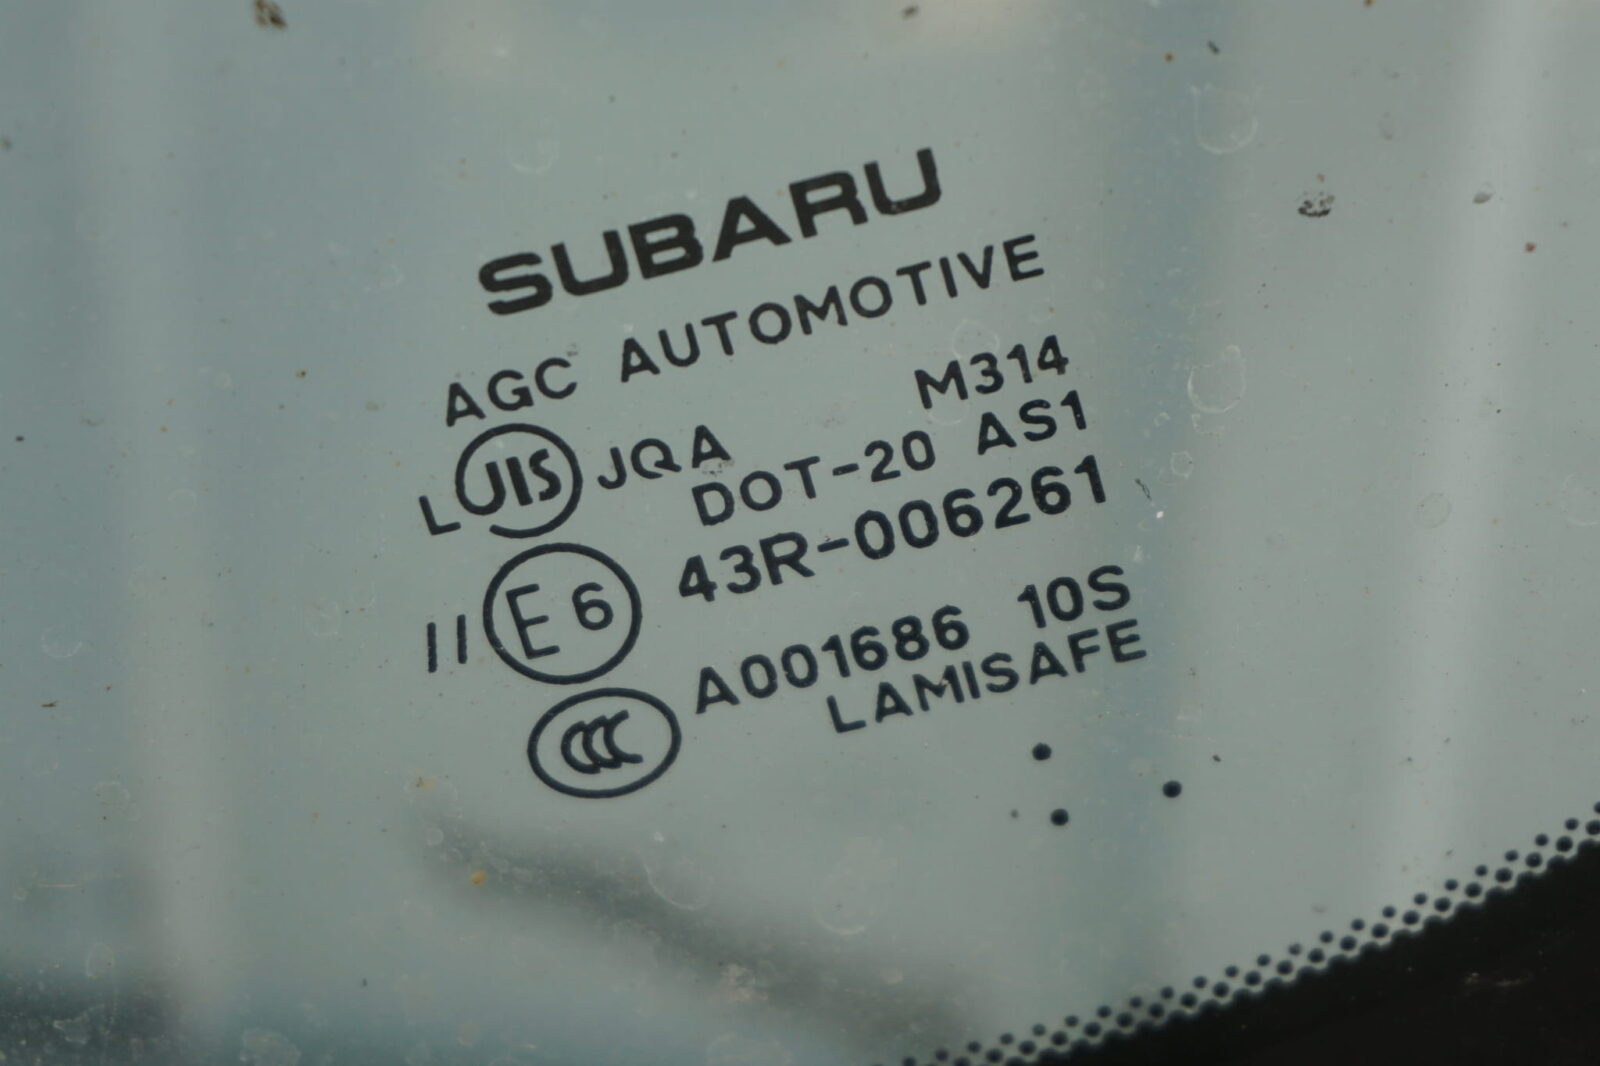 SUBARU
AGC AUTOMOTIVE
M314
L JIS JQA
DOT-20 AS1
II E6 43R-006261
CCC A001686 10S
LAMISAFE